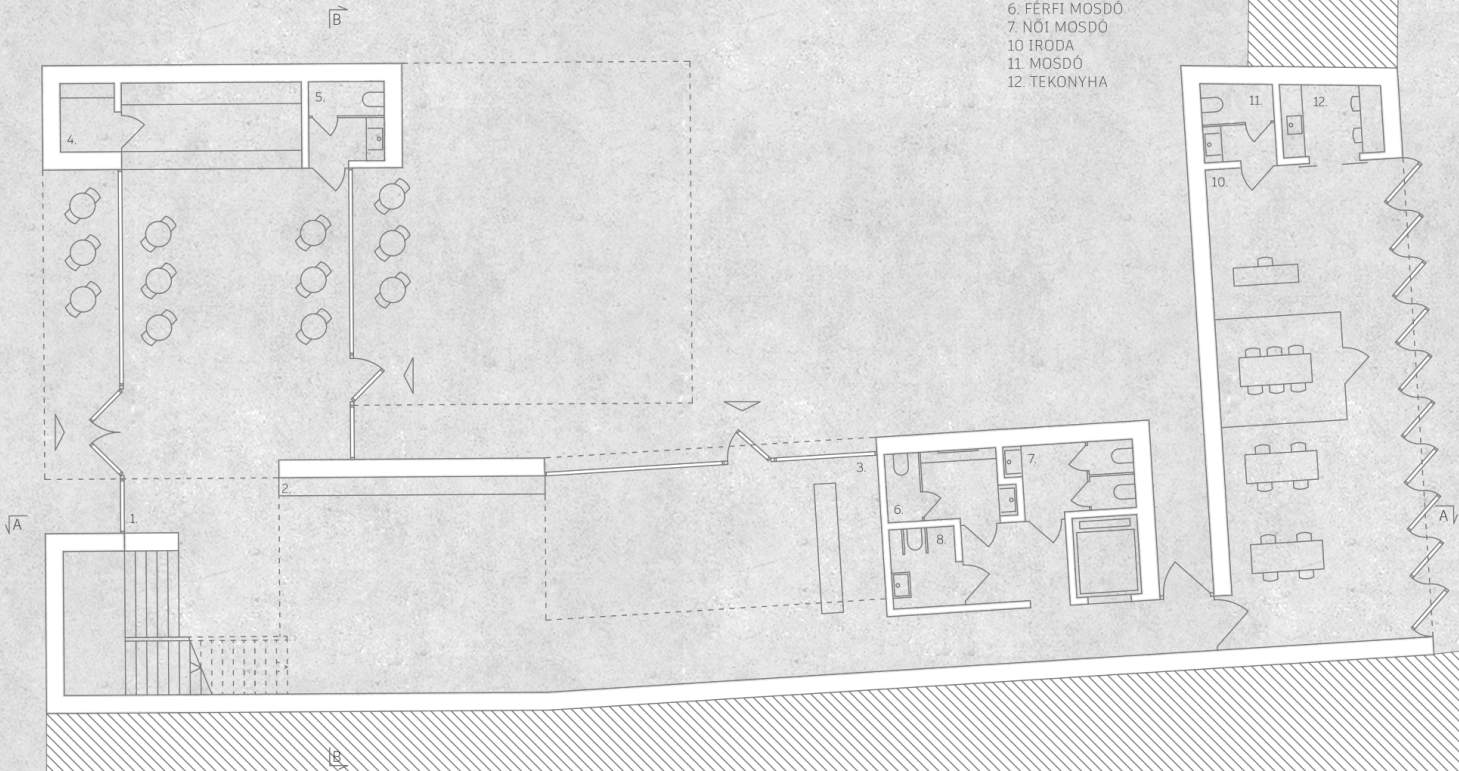 B
6. FÉRFI MOSDÓ
7. NŐI MOSDÓ
10 IRODA
11. MOSDÓ
12. TEKONYHA
5.
4.
11.
12.
10.
3.
7.
2.
6.
1.
8.
A
A
B